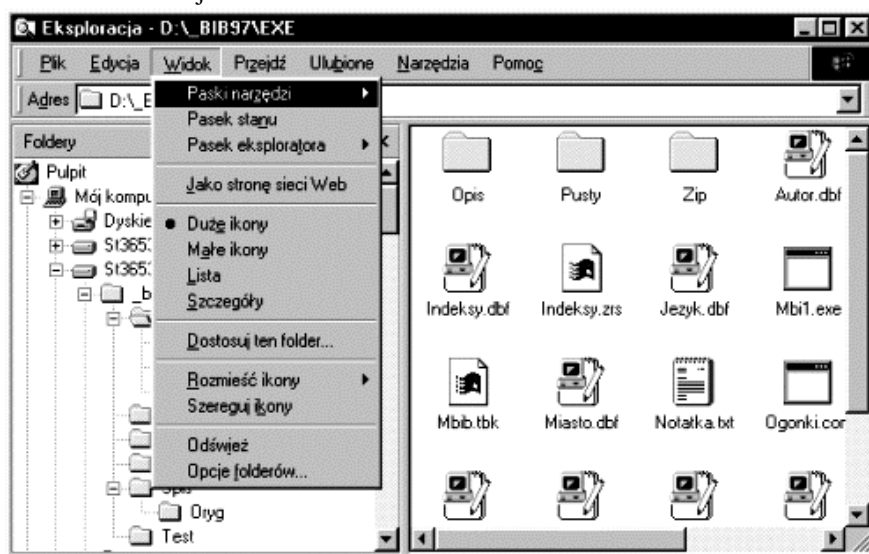 Eksploracja - D:\_BIB97\EXE
Plik Edycja Widok Przejdź Ulubione Narzędzia Pomoc
Adres D:\_E
Foldery
Pulpit
Mój kompu
Dyskie
St3653
St3653
_b
Opis
Oryg
Test
Paski narzędzi
Pasek stanu
Pasek eksploratora
Jako stronę sieci Web
Duże ikony
Małe ikony
Lista
Szczegóły
Dostosuj ten folder...
Rozmieść ikony
Szereguj ikony
Odśwież
Opcje folderów...
Opis Pusty Zip Autor.dbf
Indeksy.dbf Indeksy.zrs Jezyk.dbf Mbi1.exe
Mbib.tbk Miasto.dbf Notatka.txt Ogonki.com